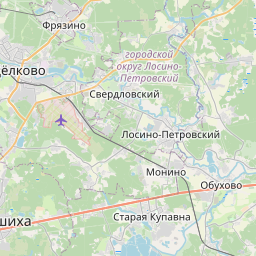 Фрязино
городской
округ Лосино-
Петровский
ёлково
Свердловский
Лосино-Петровский
Монино
Обухово
шиха
Старая Купавна